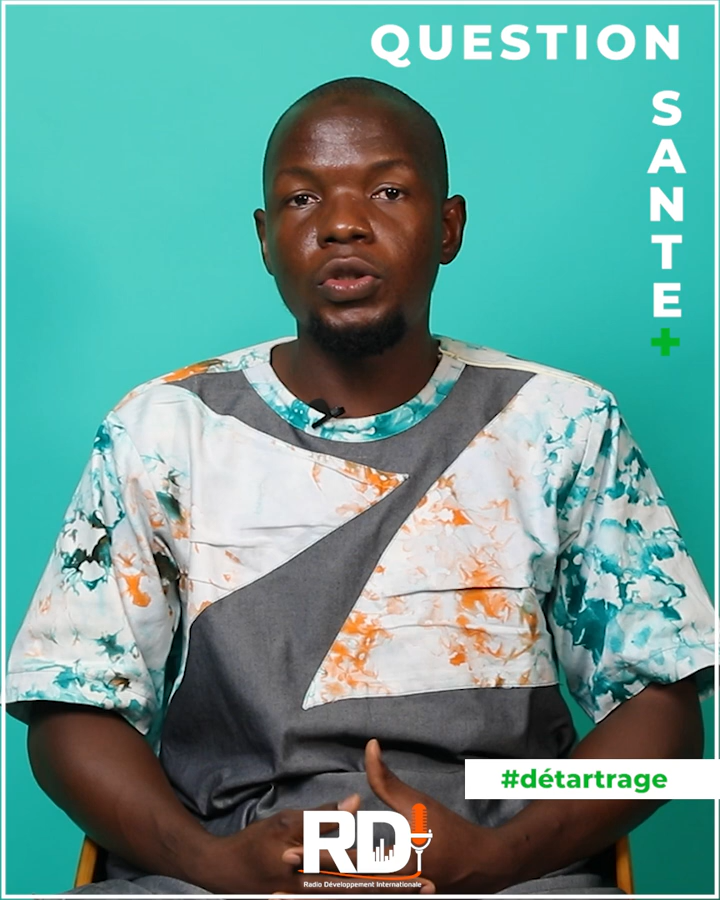 QUESTION
SANTE
#détartrage
RDi
Radio Développement Internationale